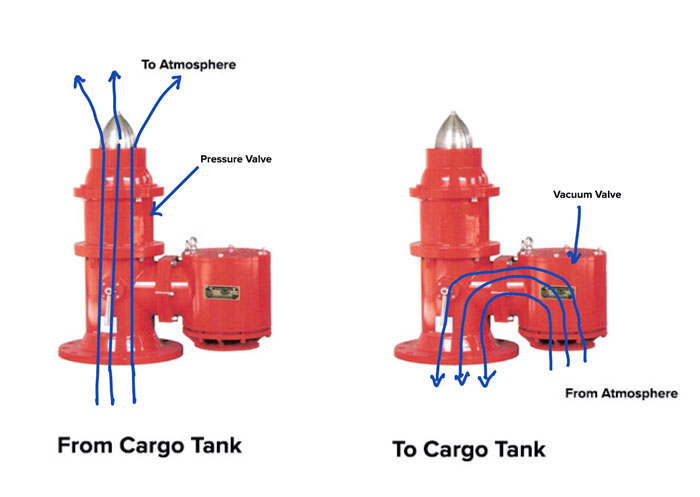 To Atmosphere
Pressure Valve
From Cargo Tank
Vacuum Valve
From Atmosphere
To Cargo Tank